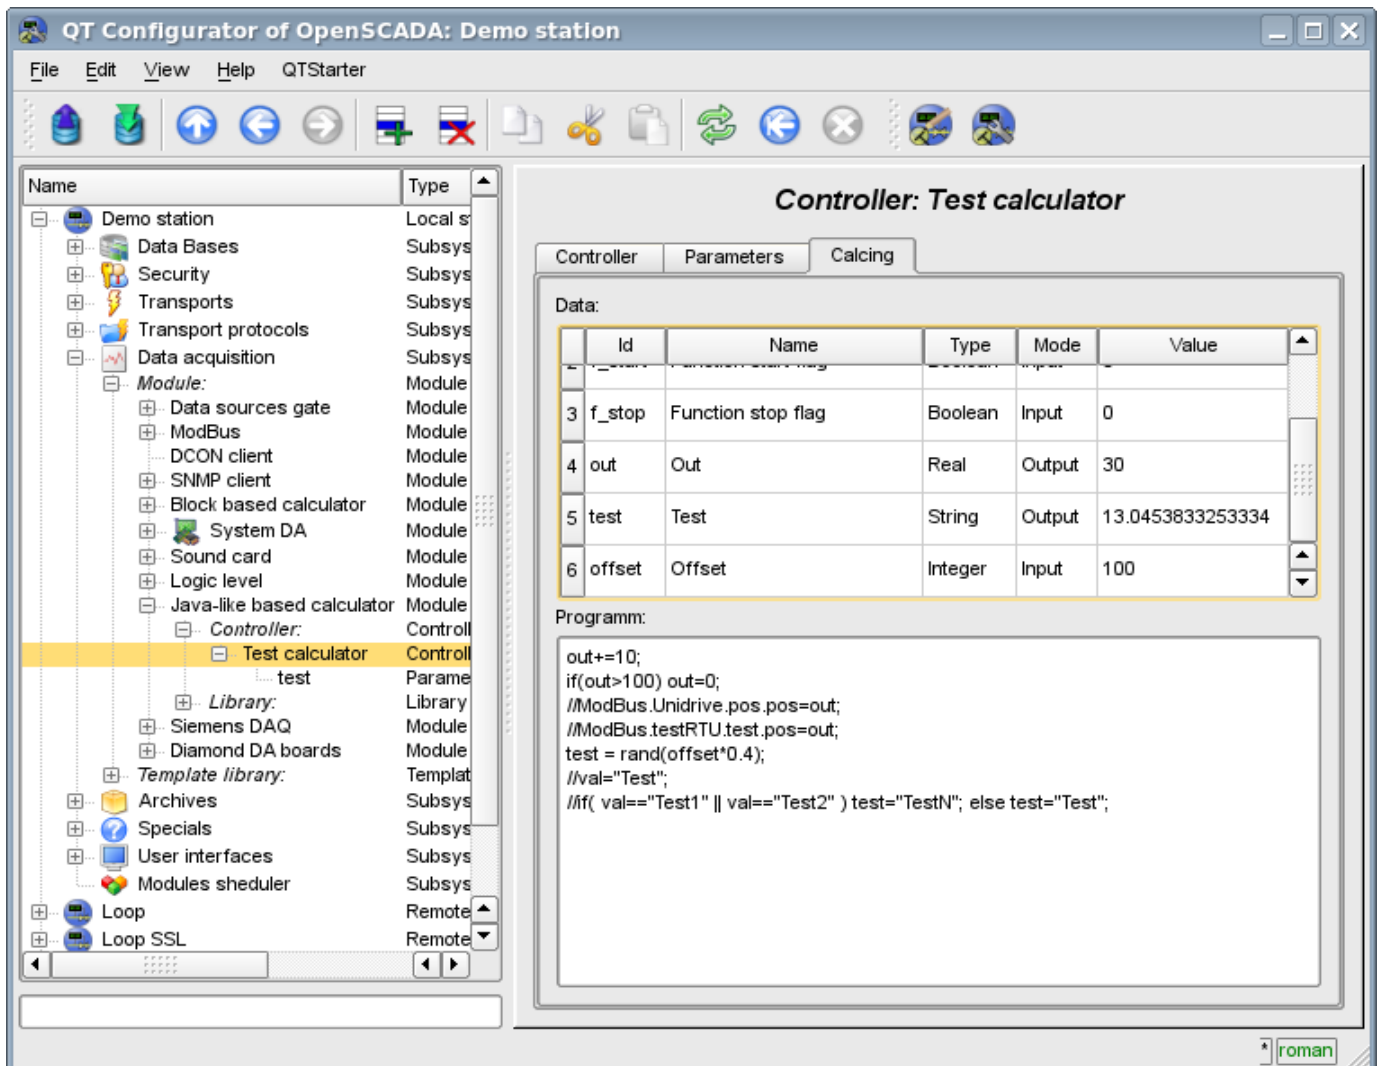 QT Configurator of OpenSCADA: Demo station
File Edit View Help QTStarter
Name Type
Demo station Local s
Data Bases Subsys
Security Subsys
Transports Subsys
Transport protocols Subsys
Data acquisition Subsys
Module: Module
Data sources gate Module
ModBus Module
DCON client Module
SNMP client Module
Block based calculator Module
System DA Module
Sound card Module
Logic level Module
Java-like based calculator Module
Controller: Controll
Test calculator Controll
test Parame
Library: Library
Siemens DAQ Module
Diamond DA boards Module
Template library: Templat
Archives Subsys
Specials Subsys
User interfaces Subsys
Modules sheduler Subsys
Loop Remote
Loop SSL Remote
Controller: Test calculator
Controller Parameters Calcing
Data:
Id Name Type Mode Value
3 f_stop Function stop flag Boolean Input 0
4 out Out Real Output 30
5 test Test String Output 13.0453833253334
6 offset Offset Integer Input 100
Programm:
out+=10;
if(out>100) out=0;
//ModBus.Unidrive.pos.pos=out;
//ModBus.testRTU.test.pos=out;
test = rand(offset*0.4);
//val="Test";
//if( val=="Test1" || val=="Test2" ) test="TestN"; else test="Test";
* roman